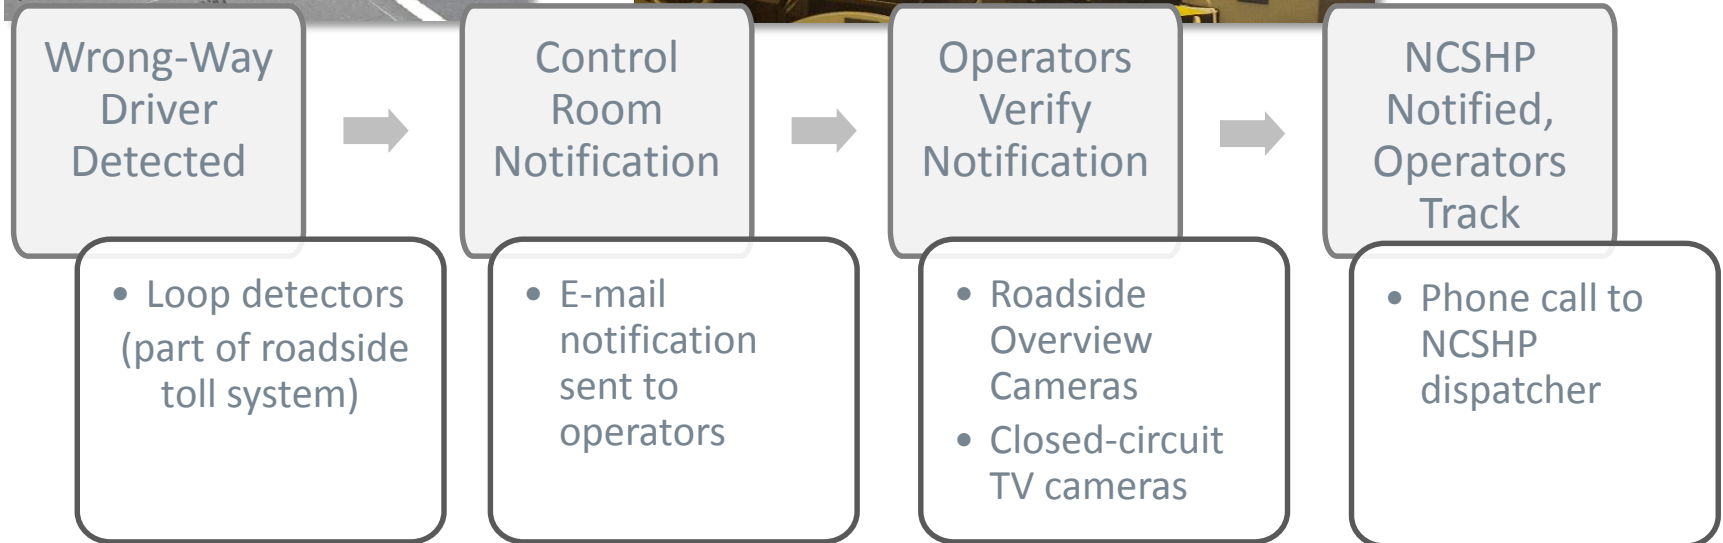 Wrong-Way
Driver
Detected
• Loop detectors
(part of roadside
toll system)
Control
Room
Notification
• E-mail
notification
sent to
operators
Operators
Verify
Notification
• Roadside
Overview
Cameras
• Closed-circuit
TV cameras
NCSHP
Notified,
Operators
Track
• Phone call to
NCSHP
dispatcher